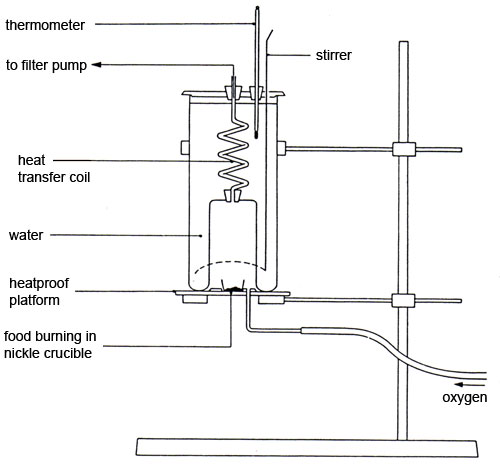 thermometer
to filter pump
stirrer
heat
transfer coil
water
heatproof
platform
food burning in
nickle crucible
oxygen